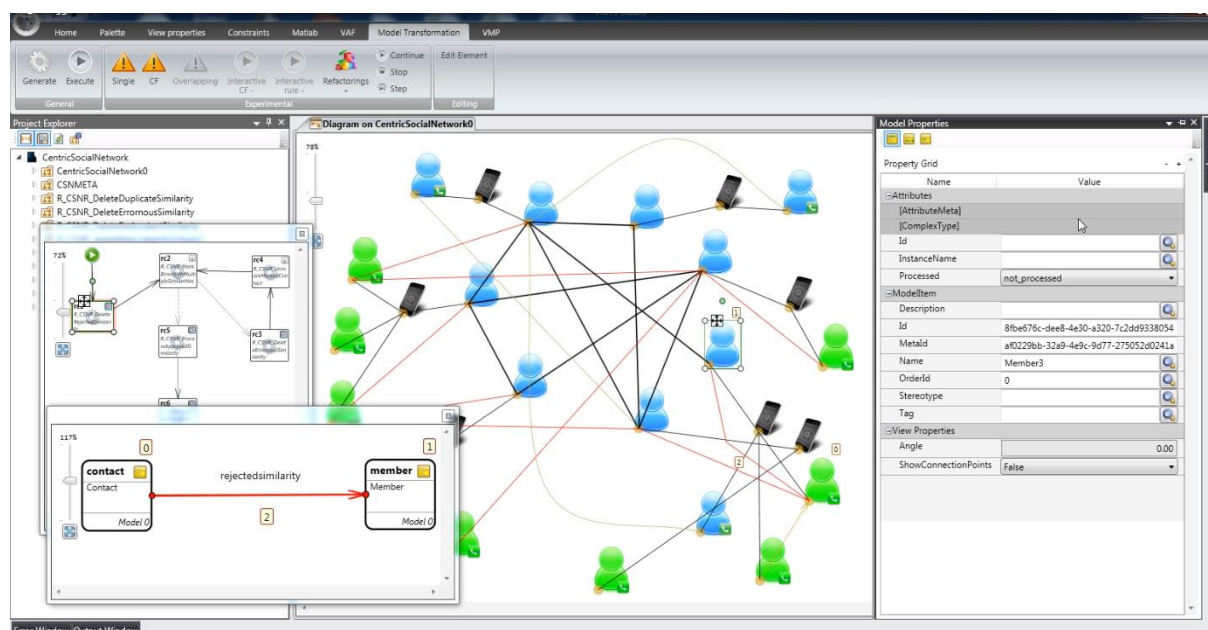 Home Palette View properties Constraints Matlab VAF Model Transformation VMP
Generate Execute Single CF Overlapping Interactive CF - Interactive rule - Refactorings Continue Stop Step Edit Element
General Experimental Editing
Project Explorer
CentricSocialNetwork
CentricSocialNetwork0
CSNMETA
R_CSNR_DeleteDuplicateSimilarity
R_CSNR_DeleteErrornousSimilarity
72%
rc2
rc4
rc5
rc3
rc6
117%
0
1
contact
Contact
Model 0
rejectedsimilarity
2
member
Member
Model 0
Diagram on CentricSocialNetwork0
78%
1
0
2
Model Properties
Property Grid - +
Name Value
Attributes
[AttributeMeta]
[ComplexType]
Id
InstanceName
Processed not_processed
ModelItem
Description
Id 8fbe676c-dee8-4e30-a320-7c2dd9338054
MetaId af0229bb-32a9-4e9c-9d77-275052d0241a
Name Member3
OrderId 0
Stereotype
Tag
View Properties
Angle 0.00
ShowConnectionPoints False